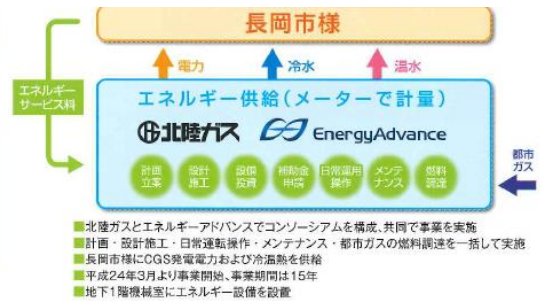 長岡市様
電力 冷水 温水
エネルギー
サービス料
エネルギー供給(メーターで計量)
北陸ガス EnergyAdvance
都市
ガス
計画
立案
設計
施工
設備
投資
補助金
申請
日常運用
操作
メンテ
ナンス
燃料
調達
■北陸ガスとエネルギーアドバンスでコンソーシアムを構成、共同で事業を実施
■計画・設計施工・日常運転操作・メンテナンス・都市ガスの燃料調達を一括して実施
■長岡市様にCGS発電電力および冷温熱を供給
■平成24年3月より事業開始、事業期間は15年
■地下1階機械室にエネルギー設備を設置